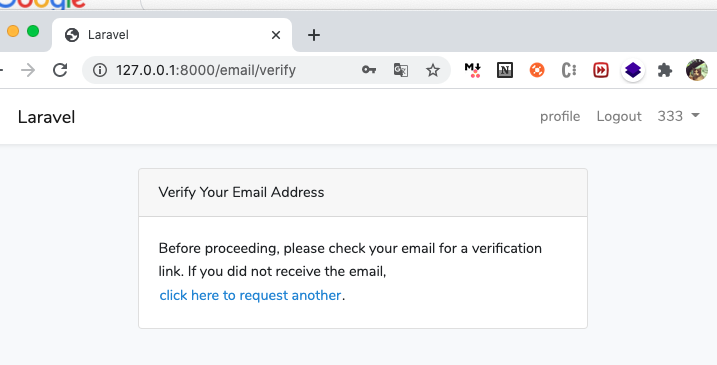 Google
Laravel
127.0.0.1:8000/email/verify
Laravel
profile
Logout
333
Verify Your Email Address
Before proceeding, please check your email for a verification
link. If you did not receive the email,
click here to request another.